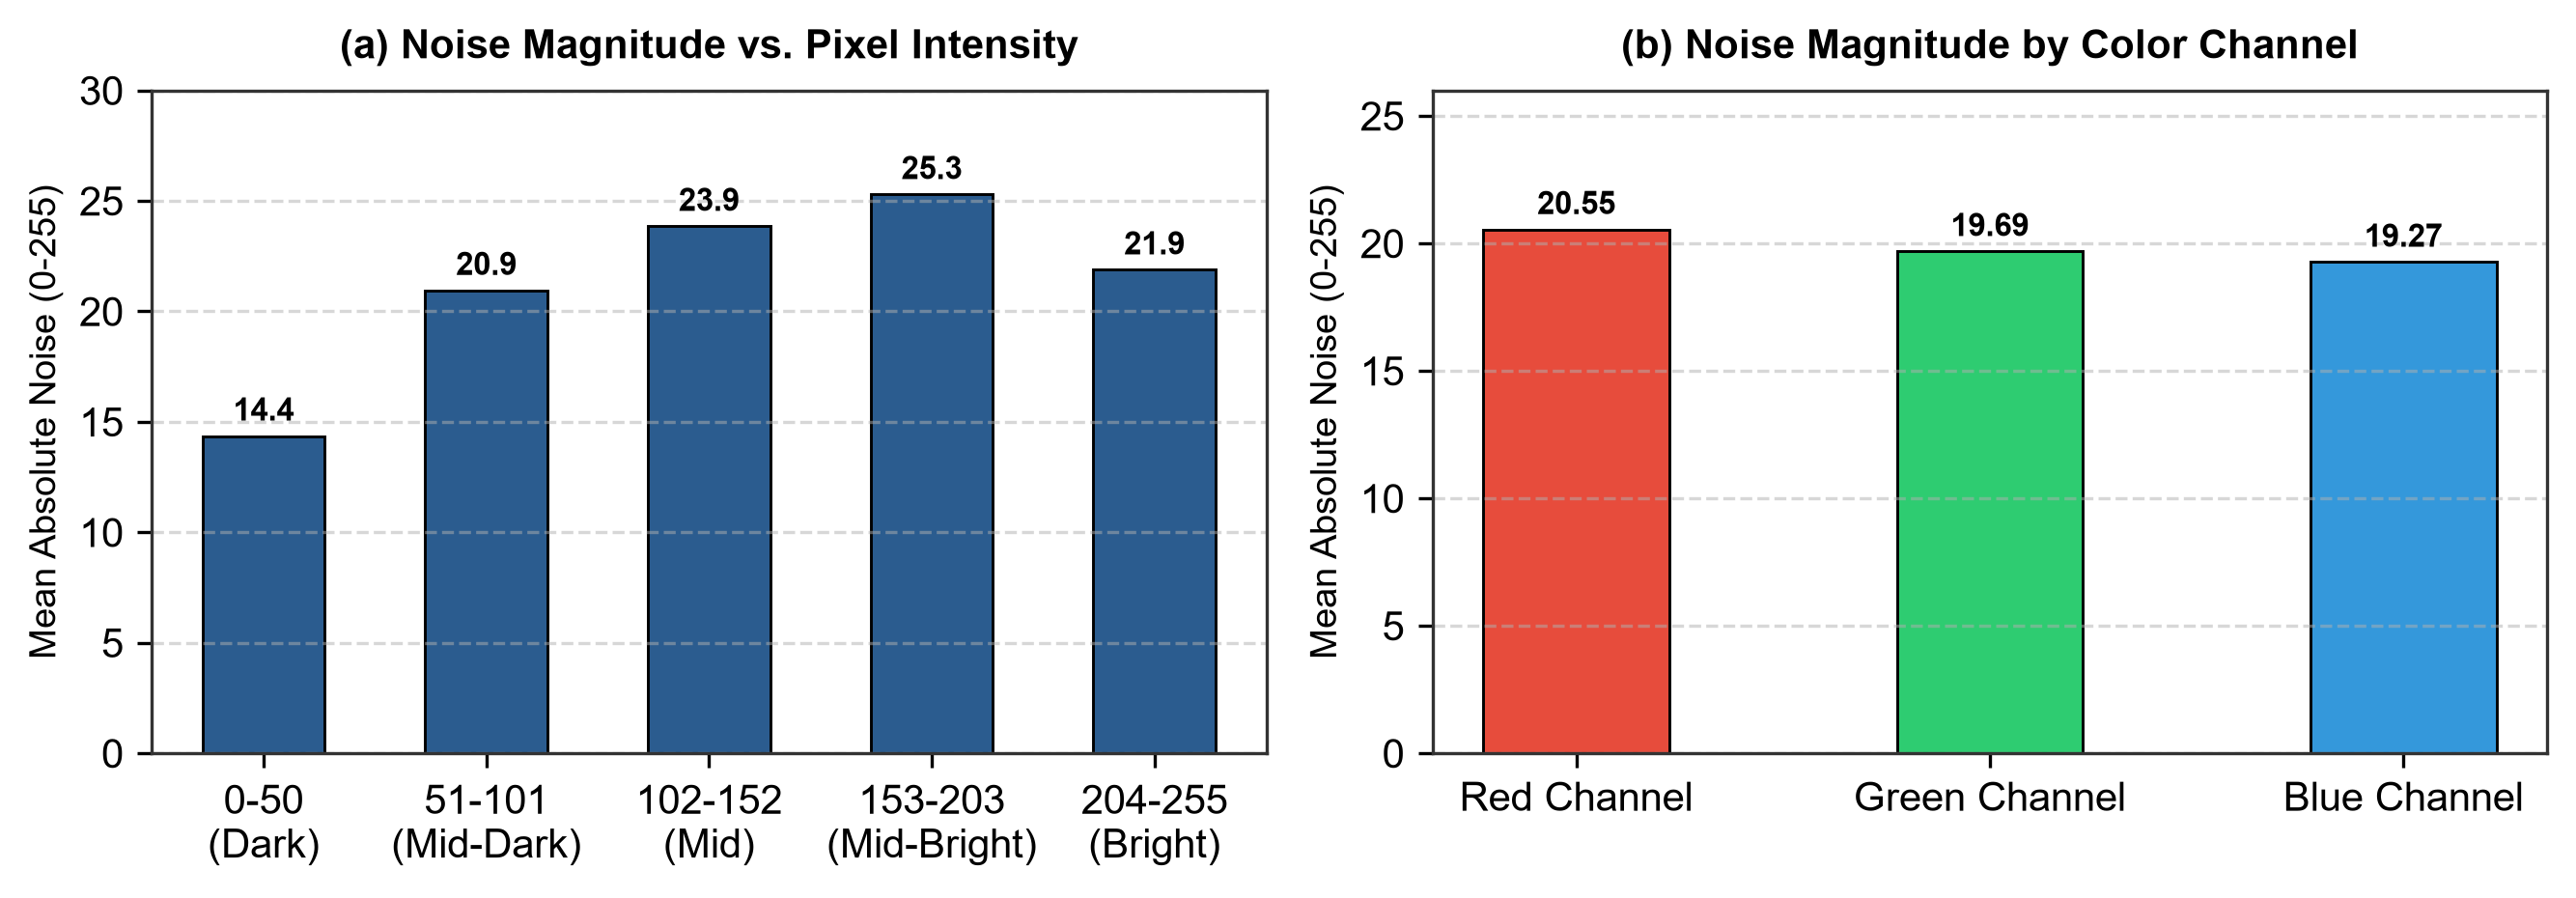 (a) Noise Magnitude vs. Pixel Intensity
Mean Absolute Noise (0-255)
30
25
20
15
10
5
0
14.4
20.9
23.9
25.3
21.9
0-50
(Dark)
51-101
(Mid-Dark)
102-152
(Mid)
153-203
(Mid-Bright)
204-255
(Bright)
(b) Noise Magnitude by Color Channel
Mean Absolute Noise (0-255)
25
20
15
10
5
0
20.55
19.69
19.27
Red Channel
Green Channel
Blue Channel